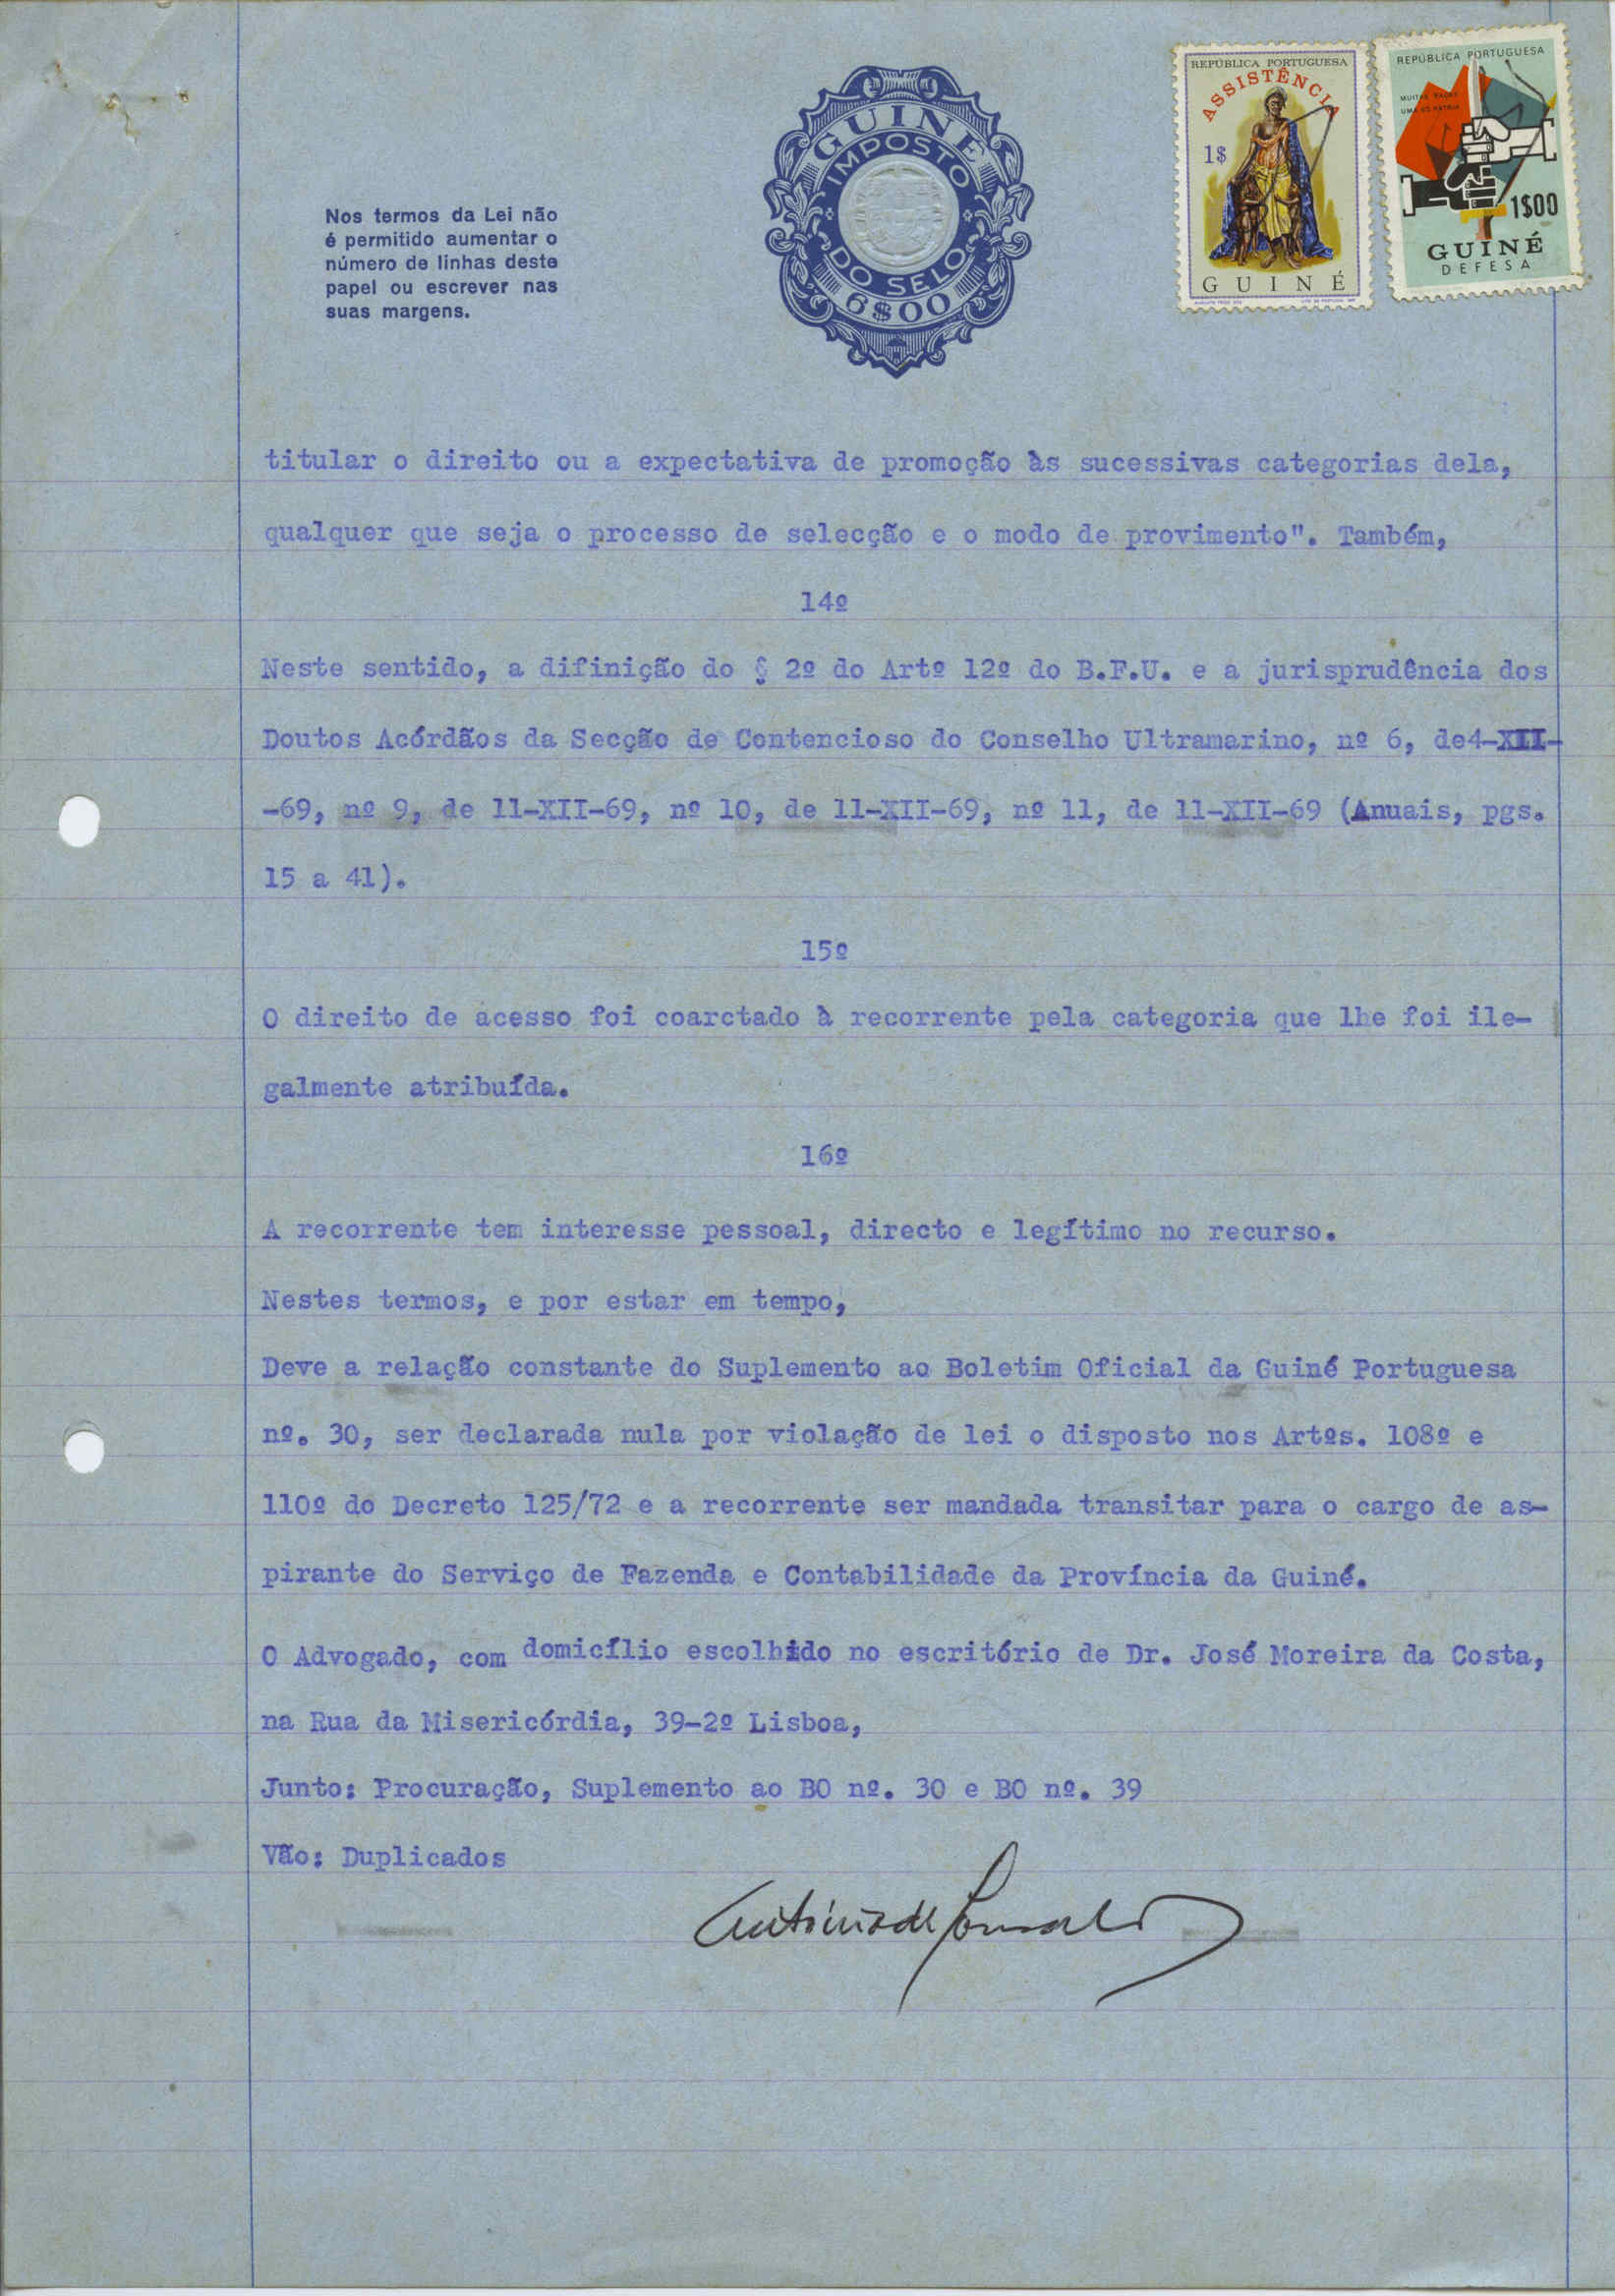 Nos termos da Lei não
é permitido aumentar o
número de linhas deste
papel ou escrever nas
suas margens.
GUINÉ
IMPOSTO
DO SELO
6$00
REPÚBLICA PORTUGUESA
ASSISTÊNCIA
1$
GUINÉ
REPÚBLICA PORTUGUESA
MUITAS RAÇAS
UMA SÓ PÁTRIA
1$00
GUINÉ
DEFESA
titular o direito ou a expectativa de promoção às sucessivas categorias dela,
qualquer que seja o processo de selecção e o modo de provimento". Também,
14º
Neste sentido, a difinição do § 2º do Artº 12º do B.F.U. e a jurisprudência dos
Doutos Acórdãos da Secção de Contencioso do Conselho Ultramarino, nº 6, de4-XII-
-69, nº 9, de 11-XII-69, nº 10, de 11-XII-69, nº 11, de 11-XII-69 (Anuais, pgs.
15 a 41).
15º
O direito de acesso foi coarctado à recorrente pela categoria que lhe foi ile-
galmente atribuída.
16º
A recorrente tem interesse pessoal, directo e legítimo no recurso.
Nestes termos, e por estar em tempo,
Deve a relação constante do Suplemento ao Boletim Oficial da Guiné Portuguesa
nº. 30, ser declarada nula por violação de lei o disposto nos Artºs. 108º e
110º do Decreto 125/72 e a recorrente ser mandada transitar para o cargo de as-
pirante do Serviço de Fazenda e Contabilidade da Província da Guiné.
O Advogado, com domicílio escolhido no escritório de Dr. José Moreira da Costa,
na Rua da Misericórdia, 39-2º Lisboa,
Junto: Procuração, Suplemento ao BO nº. 30 e BO nº. 39
Vão: Duplicados